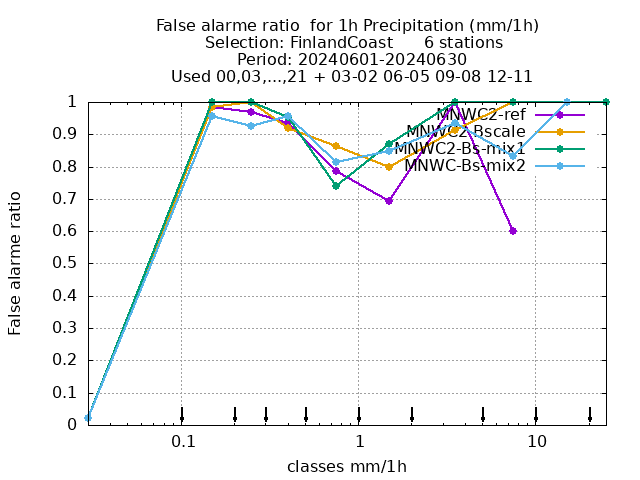 False alarme ratio  for 1h Precipitation (mm/1h)
Selection: FinlandCoast      6 stations
Period: 20240601-20240630
Used 00,03,...,21 + 03-02 06-05 09-08 12-11
False alarme ratio
1
0.9
0.8
0.7
0.6
0.5
0.4
0.3
0.2
0.1
0
MNWC2-ref
MNWC2-Bscale
MNWC2-Bs-mix1
MNWC-Bs-mix2
0.1
1
10
classes mm/1h